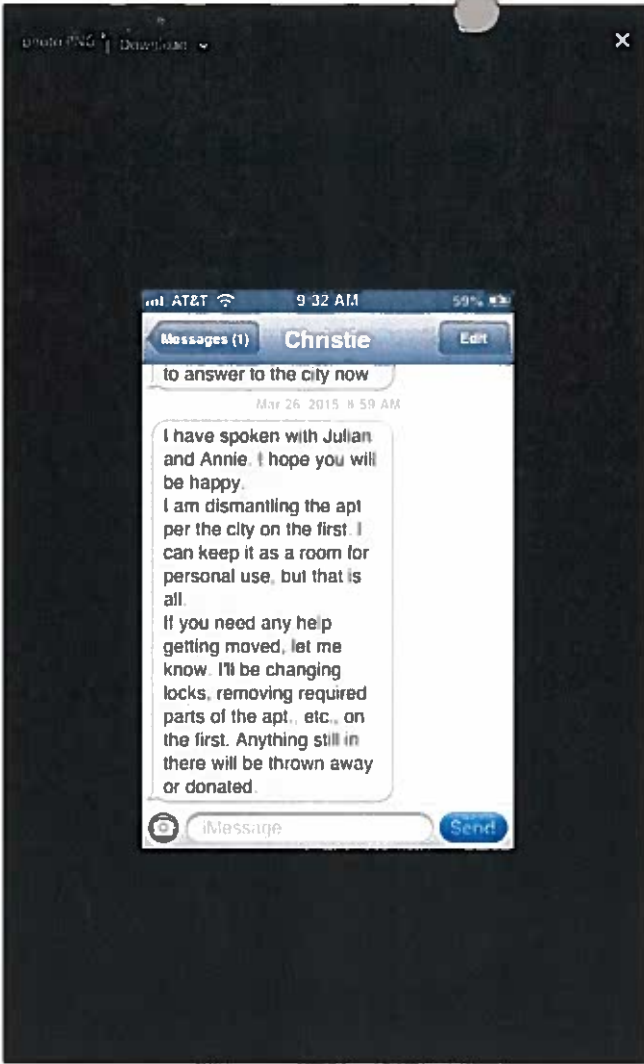 photo PNG Download
AT&T 9 32 AM 59%
Messages (1) Christie Edit
to answer to the city now
Mar 26, 2015 8 59 AM
I have spoken with Julian
and Annie. I hope you will
be happy.
I am dismantling the apt
per the city on the first. I
can keep it as a room for
personal use, but that is
all.
If you need any help
getting moved, let me
know. I'll be changing
locks, removing required
parts of the apt., etc., on
the first. Anything still in
there will be thrown away
or donated.
iMessage Send